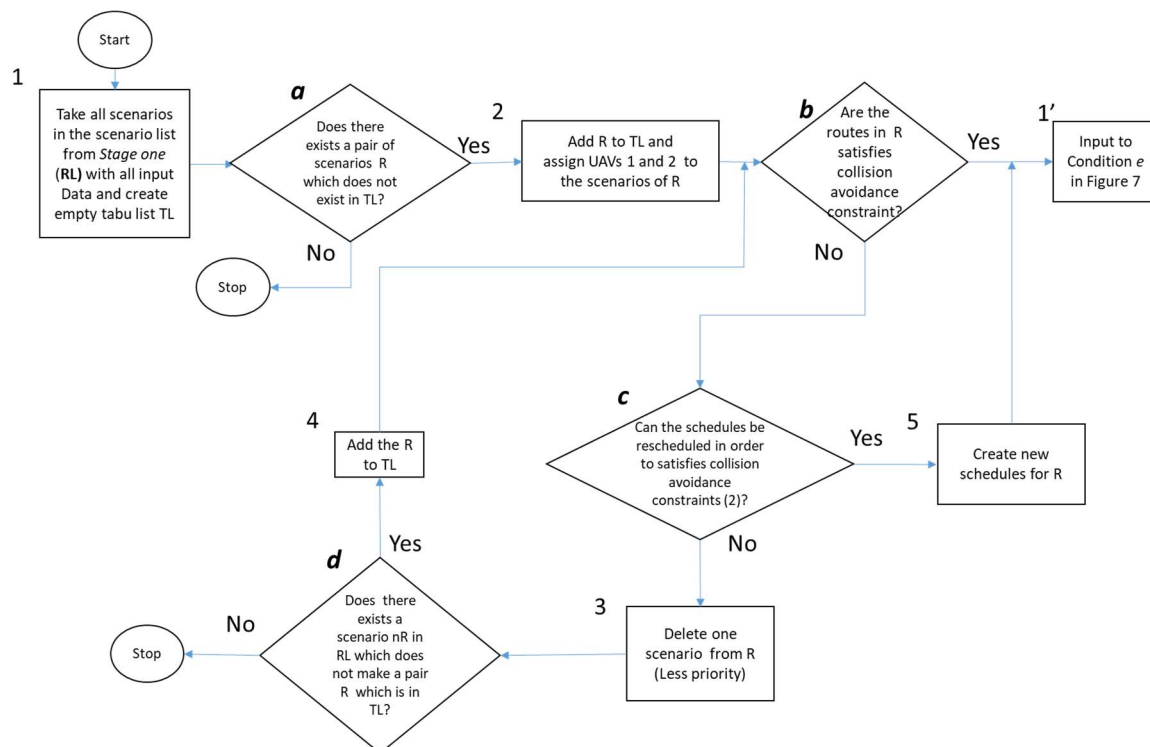 Start
1
Take all scenarios
in the scenario list
from Stage one
(RL) with all input
Data and create
empty tabu list TL
a
Does there
exists a pair of
scenarios R
which does not
exist in TL?
Yes
No
Stop
2
Add R to TL and
assign UAVs 1 and 2 to
the scenarios of R
b
Are the
routes in R
satisfies
collision
avoidance
constraint?
Yes
No
1’
Input to
Condition e
in Figure 7
c
Can the schedules be
rescheduled in order
to satisfies collision
avoidance
constraints (2)?
Yes
No
5
Create new
schedules for R
4
Add the R
to TL
d
Does there
exists a
scenario nR in
RL which does
not make a pair
R which is in
TL?
Yes
No
Stop
3
Delete one
scenario from R
(Less priority)